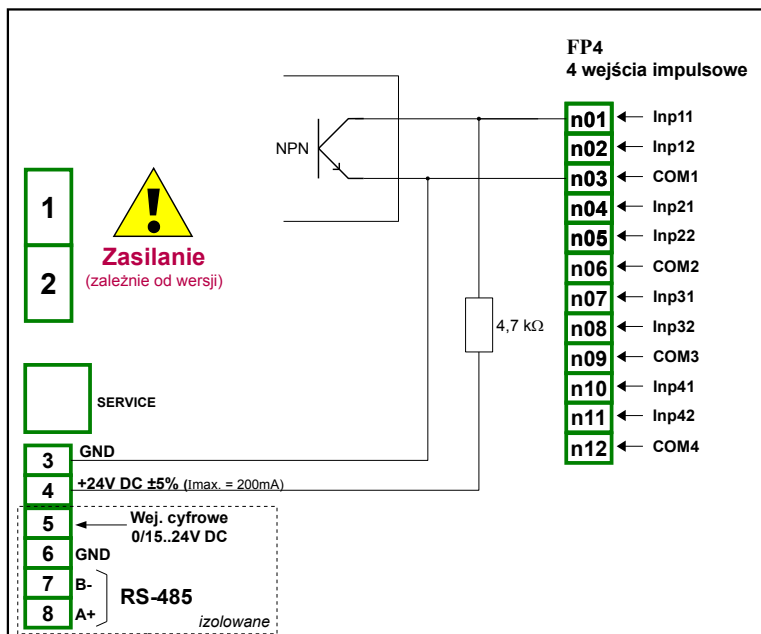 FP4
4 wejścia impulsowe
NPN
n01 Inp11
n02 Inp12
n03 COM1
n04 Inp21
n05 Inp22
n06 COM2
n07 Inp31
n08 Inp32
n09 COM3
n10 Inp41
n11 Inp42
n12 COM4
1
2
!
Zasilanie
(zależnie od wersji)
4,7 kΩ
SERVICE
3 GND
4 +24V DC ±5% (Imax. = 200mA)
5 Wej. cyfrowe
0/15..24V DC
6 GND
7 B-
8 A+
RS-485
izolowane